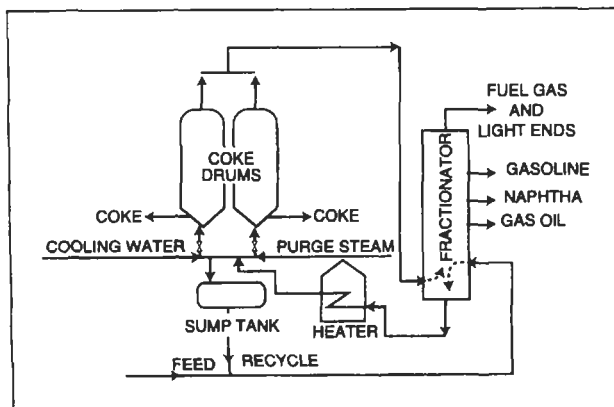 FUEL GAS
AND
LIGHT ENDS
COKE
DRUMS
FRACTIONATOR
GASOLINE
NAPHTHA
GAS OIL
COKE
COKE
COOLING WATER
PURGE STEAM
SUMP TANK
HEATER
FEED
RECYCLE